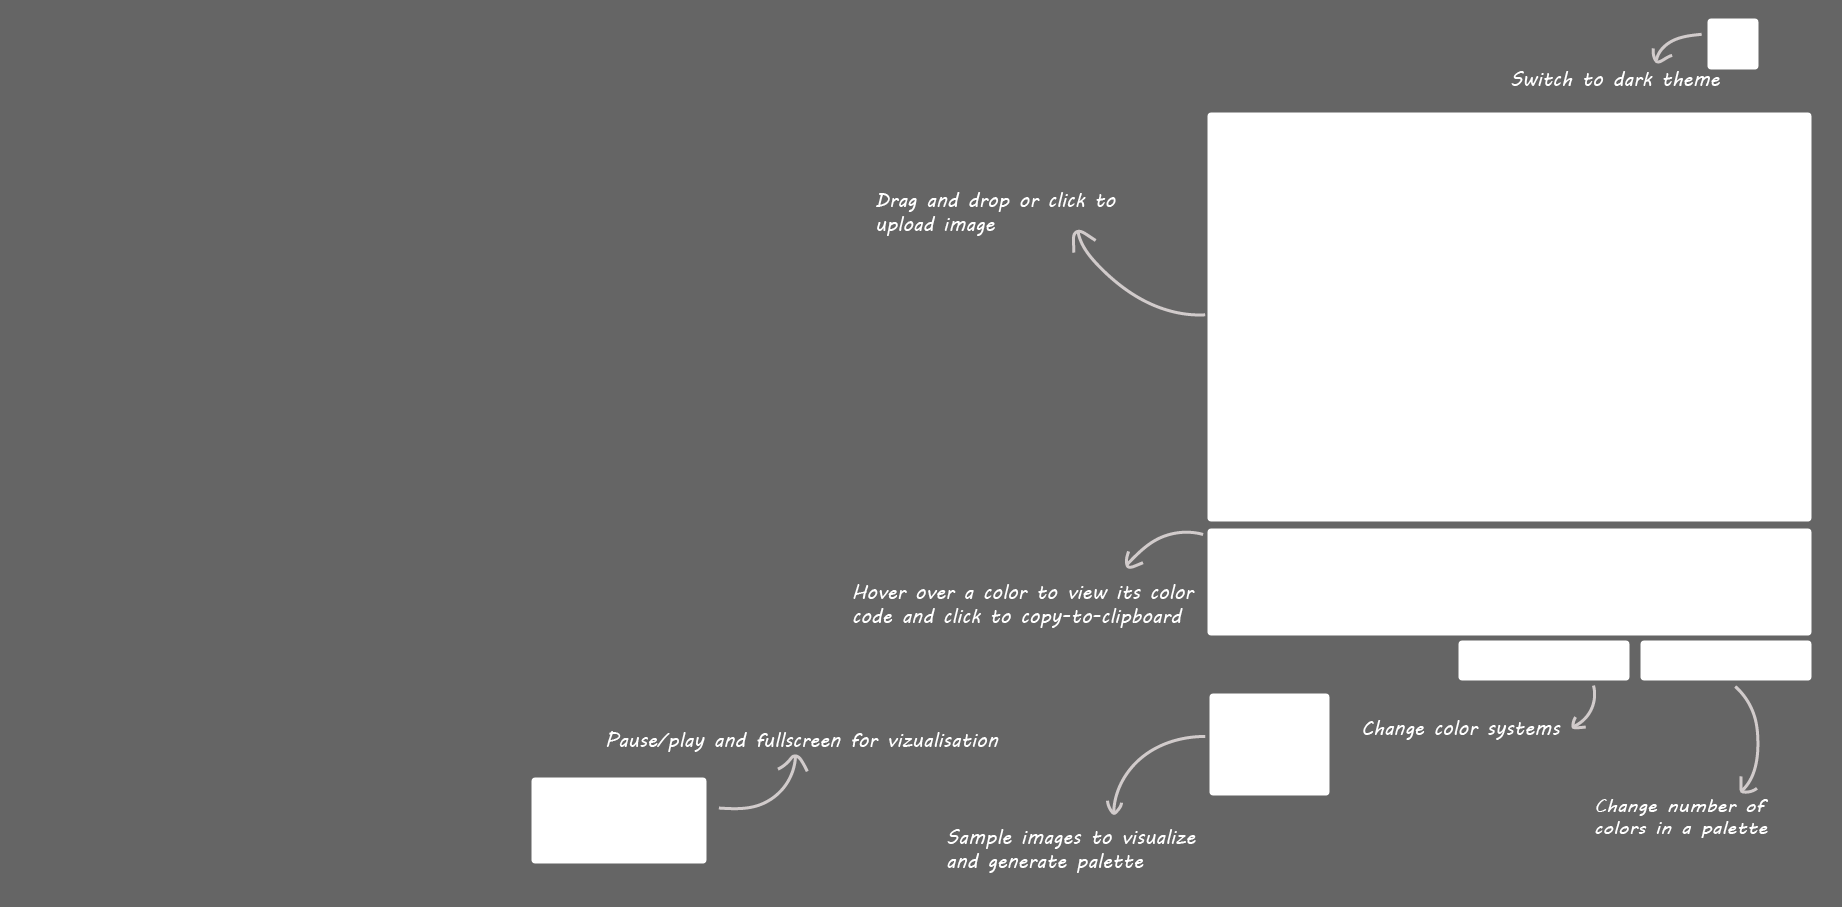 Switch to dark theme
Drag and drop or click to
upload image
Hover over a color to view its color
code and click to copy-to-clipboard
Change color systems
Pause/play and fullscreen for vizualisation
Change number of
colors in a palette
Sample images to visualize
and generate palette